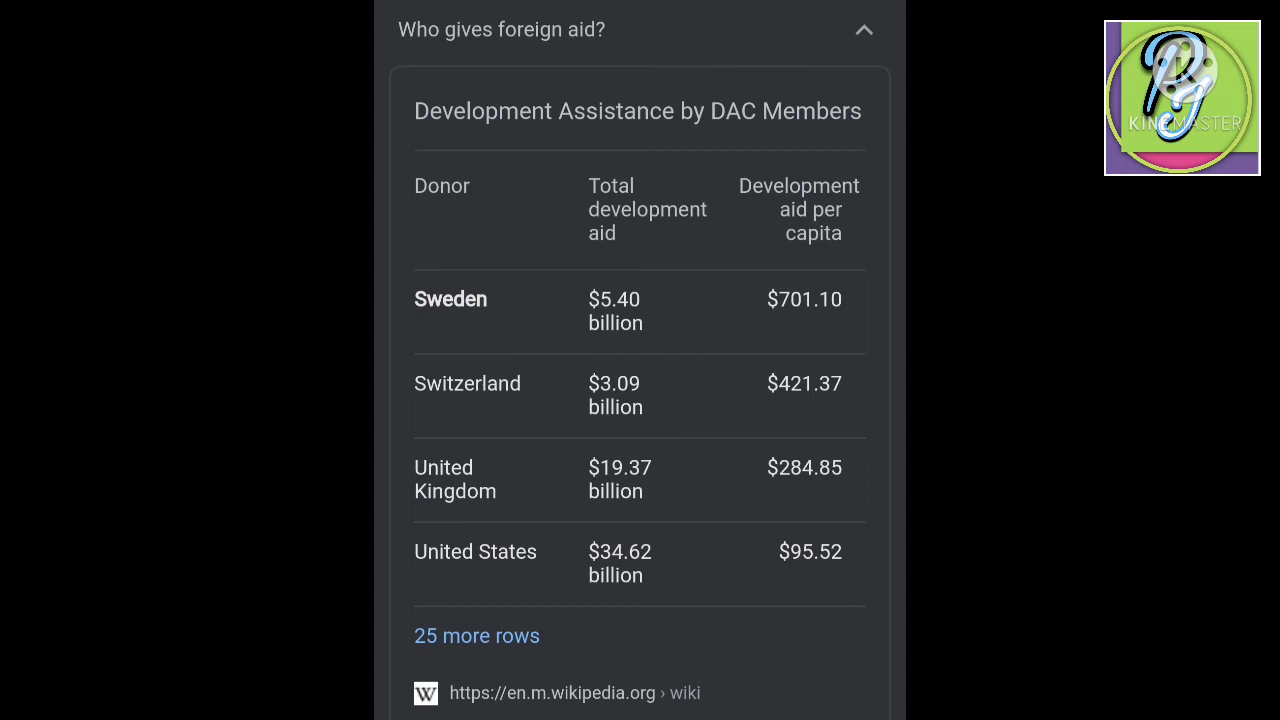 Who gives foreign aid?
Development Assistance by DAC Members
Donor
Total
development
aid
Development
aid per
capita
Sweden
$5.40
billion
$701.10
Switzerland
$3.09
billion
$421.37
United
Kingdom
$19.37
billion
$284.85
United States
$34.62
billion
$95.52
25 more rows
W https://en.m.wikipedia.org › wiki
KINEMASTER